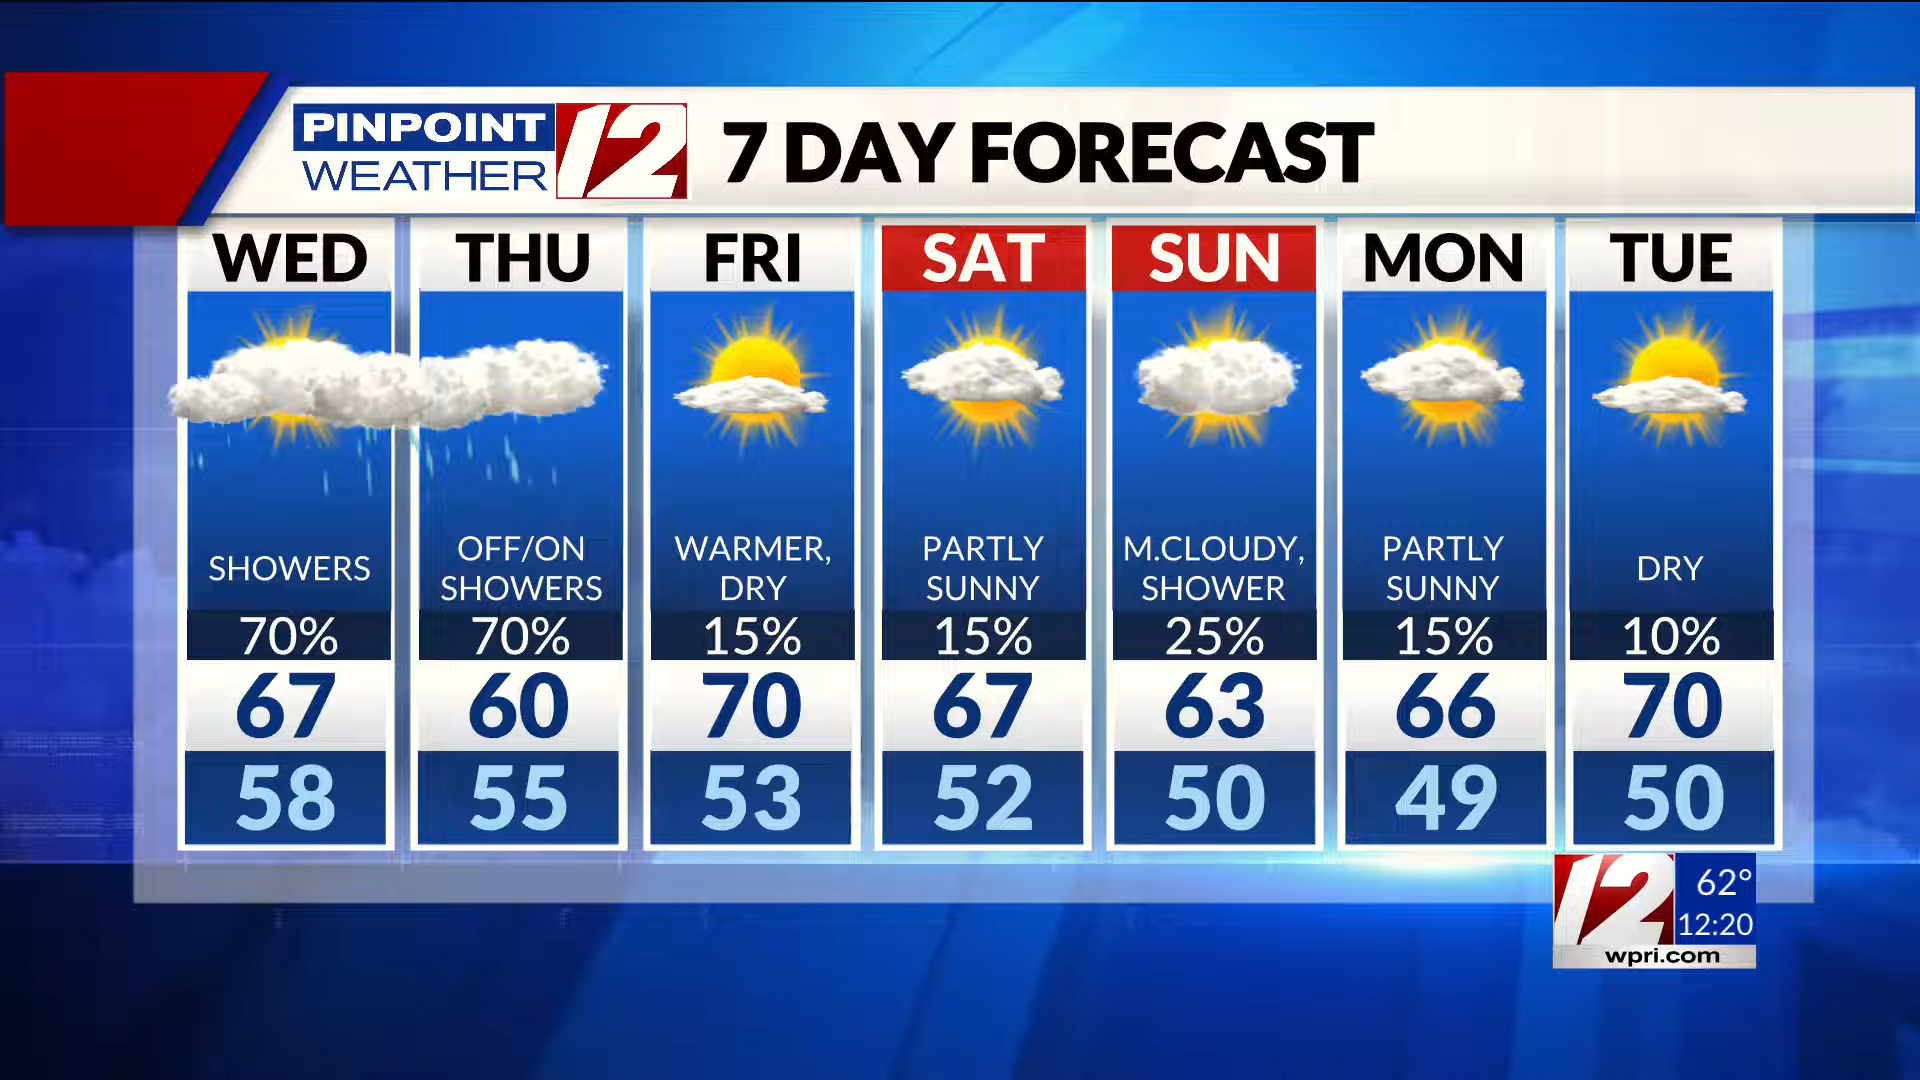 PINPOINT
WEATHER 12
7 DAY FORECAST
WED THU FRI SAT SUN MON TUE
SHOWERS
OFF/ON
SHOWERS
WARMER,
DRY
PARTLY
SUNNY
M.CLOUDY,
SHOWER
PARTLY
SUNNY
DRY
70% 70% 15% 15% 25% 15% 10%
67 60 70 67 63 66 70
58 55 53 52 50 49 50
12
62°
12:20
wpri.com